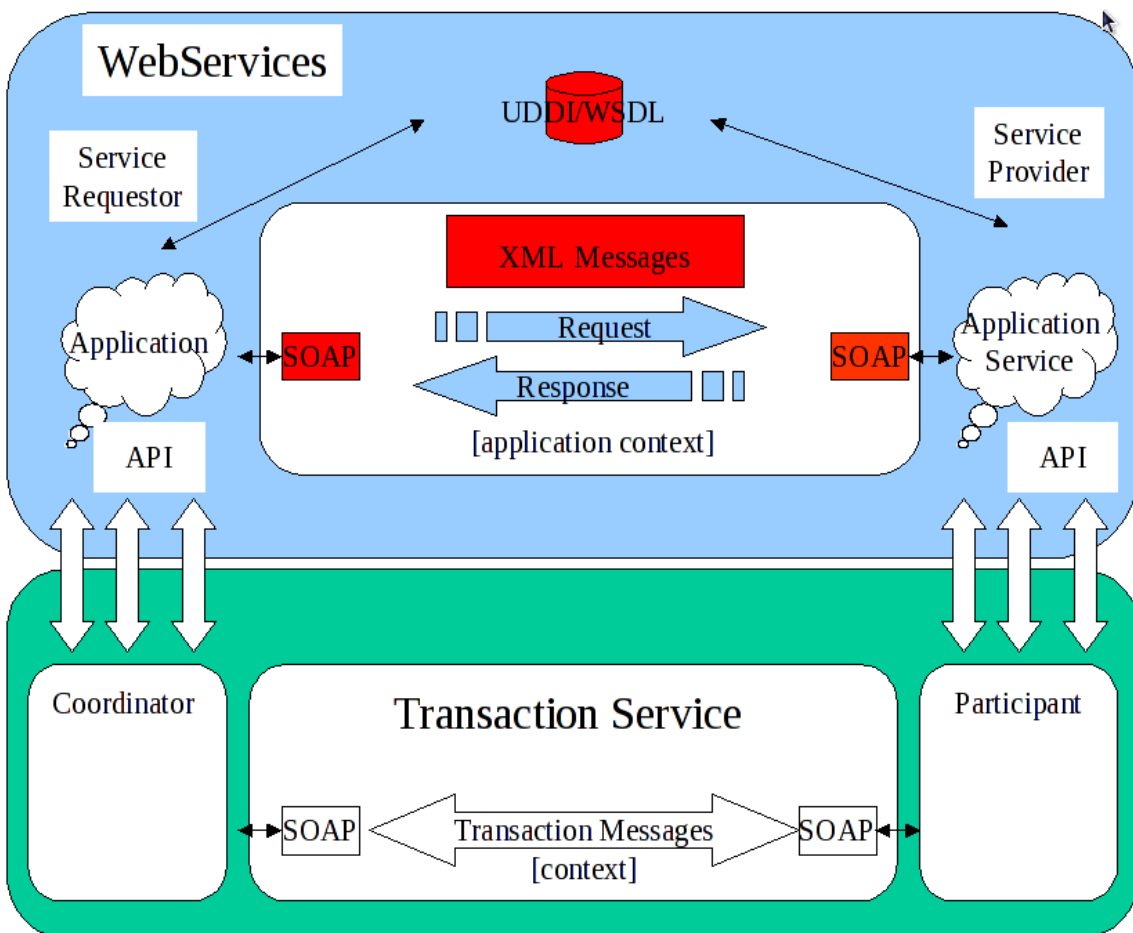 WebServices
UDDI/WSDL
Service
Requestor
Service
Provider
XML Messages
Application
SOAP
Request
Response
[application context]
SOAP
Application
Service
API
API
Coordinator
Transaction Service
Participant
SOAP
Transaction Messages
[context]
SOAP